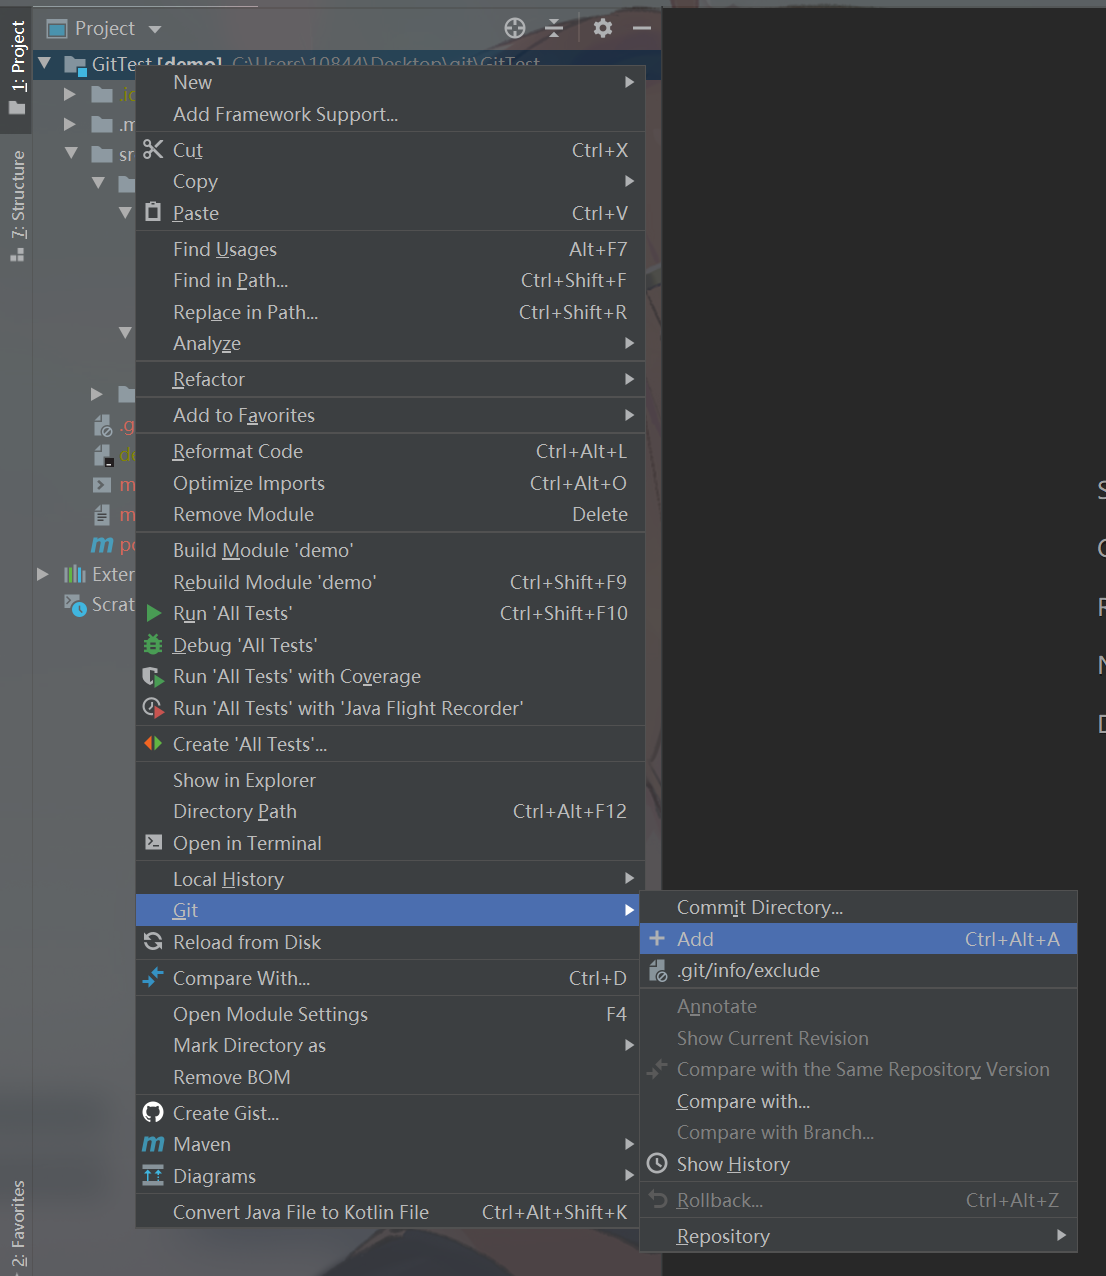 Project
1: Project
7: Structure
2: Favorites
GitTest [demo] C:\Users\10844\Desktop\git\GitTest
New
Add Framework Support...
Cut Ctrl+X
Copy
Paste Ctrl+V
Find Usages Alt+F7
Find in Path... Ctrl+Shift+F
Replace in Path... Ctrl+Shift+R
Analyze
Refactor
Add to Favorites
Reformat Code Ctrl+Alt+L
Optimize Imports Ctrl+Alt+O
Remove Module Delete
Build Module 'demo'
Rebuild Module 'demo' Ctrl+Shift+F9
Run 'All Tests' Ctrl+Shift+F10
Debug 'All Tests'
Run 'All Tests' with Coverage
Run 'All Tests' with 'Java Flight Recorder'
Create 'All Tests'...
Show in Explorer
Directory Path Ctrl+Alt+F12
Open in Terminal
Local History
Git
Reload from Disk
Compare With... Ctrl+D
Open Module Settings F4
Mark Directory as
Remove BOM
Create Gist...
Maven
Diagrams
Convert Java File to Kotlin File Ctrl+Alt+Shift+K
Commit Directory...
Add Ctrl+Alt+A
.git/info/exclude
Annotate
Show Current Revision
Compare with the Same Repository Version
Compare with...
Compare with Branch...
Show History
Rollback... Ctrl+Alt+Z
Repository